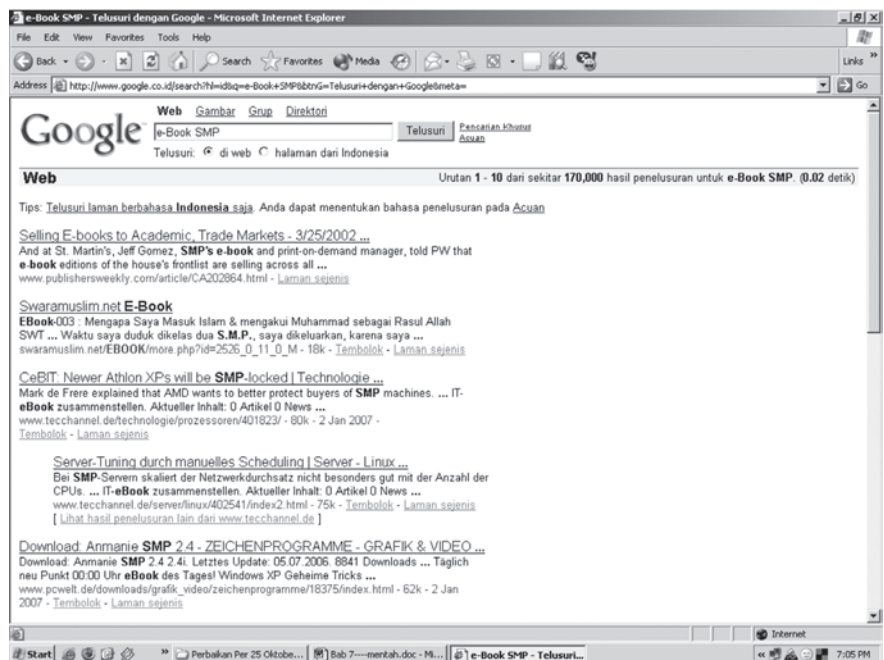 e-Book SMP - Telusuri dengan Google - Microsoft Internet Explorer
File Edit View Favorites Tools Help
Back Search Favorites Media Links
Address http://www.google.co.id/search?hl=id&q=e-Book+SMP&btnG=Telusuri+dengan+Google&meta= Go
Web Gambar Grup Direktori
Google e-Book SMP Telusuri Pencarian Khusus
Acuan
Telusuri: di web halaman dari Indonesia
Web Urutan 1 - 10 dari sekitar 170,000 hasil penelusuran untuk e-Book SMP. (0.02 detik)
Tips: Telusuri laman berbahasa Indonesia saja. Anda dapat menentukan bahasa penelusuran pada Acuan
Selling E-books to Academic, Trade Markets - 3/25/2002 ...
And at St. Martin's, Jeff Gomez, SMP's e-book and print-on-demand manager, told PW that
e-book editions of the house's frontlist are selling across all ...
www.publishersweekly.com/article/CA202864.html - Laman sejenis
Swaramuslim.net E-Book
EBook-003 : Mengapa Saya Masuk Islam & mengakui Muhammad sebagai Rasul Allah
SWT ... Waktu saya duduk dikelas dua S.M.P., saya dikeluarkan, karena saya ...
swaramuslim.net/EBOOK/more.php?id=2526_0_11_0_M - 18k - Tembolok - Laman sejenis
CeBIT: Newer Athlon XPs will be SMP-locked | Technologie ...
Mark de Frere explained that AMD wants to better protect buyers of SMP machines. ... IT-
eBook zusammenstellen. Aktueller Inhalt: 0 Artikel 0 News ...
www.tecchannel.de/technologie/prozessoren/401823/ - 80k - 2 Jan 2007 -
Tembolok - Laman sejenis
Server-Tuning durch manuelles Scheduling | Server - Linux ...
Bei SMP-Servern skaliert der Netzwerkdurchsatz nicht besonders gut mit der Anzahl der
CPUs. ... IT-eBook zusammenstellen. Aktueller Inhalt: 0 Artikel 0 News ...
www.tecchannel.de/server/linux/402541/index2.html - 75k - Tembolok - Laman sejenis
[ Lihat hasil penelusuran lain dari www.tecchannel.de ]
Download: Anmanie SMP 2.4 - ZEICHENPROGRAMME - GRAFIK & VIDEO ...
Download: Anmanie SMP 2.4 2.4i. Letztes Update: 05.07.2006. 8841 Downloads ... Täglich
neu Punkt 00:00 Uhr eBook des Tages! Windows XP Geheime Tricks ...
www.pcwelt.de/downloads/grafik_video/zeichenprogramme/18375/index.html - 62k - 2 Jan
2007 - Tembolok - Laman sejenis
Internet
Start Perbaikan Per 25 Oktobe... Bab 7----mentah.doc - Mi... e-Book SMP - Telusuri... 7:05 PM